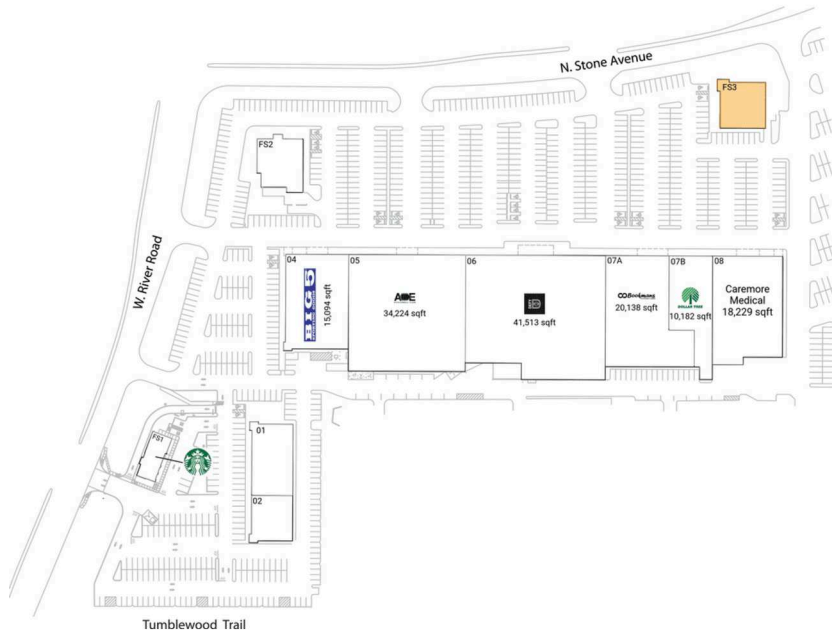 N. Stone Avenue
FS3
FS2
W. River Road
04
05
06
07A
07B
08
BIG 5
15,094 sqft
34,224 sqft
41,513 sqft
Bookmans
20,138 sqft
DOLLAR TREE
10,182 sqft
Caremore
Medical
18,229 sqft
FS1
01
02
Tumblewood Trail